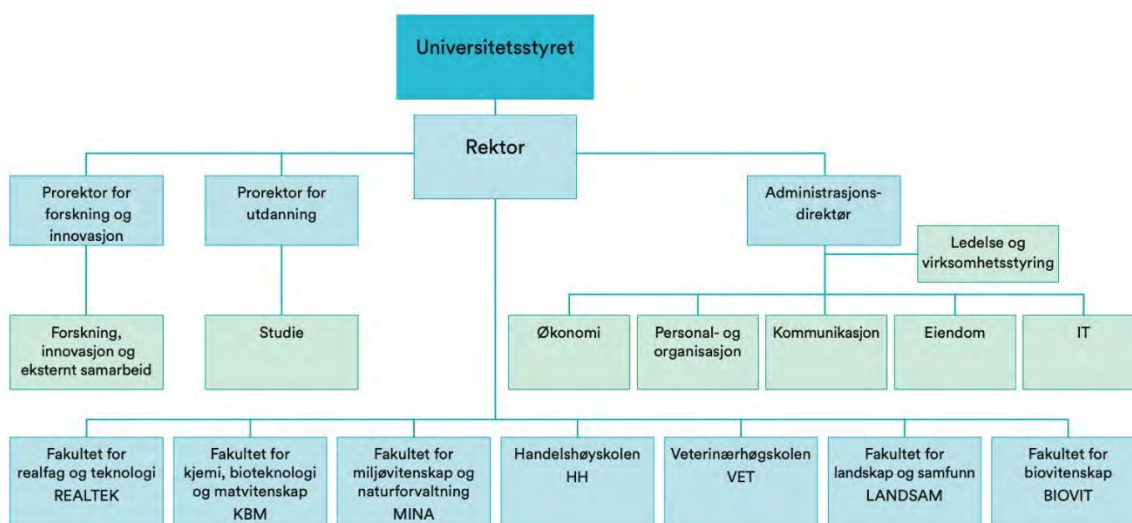 Universitetsstyret
Rektor
Prorektor for
forskning og
innovasjon
Prorektor for
utdanning
Administrasjons-
direktør
Ledelse og
virksomhetsstyring
Forskning,
innovasjon og
eksternt samarbeid
Studie
Økonomi
Personal- og
organisasjon
Kommunikasjon
Eiendom
IT
Fakultet for
realfag og teknologi
REALTEK
Fakultet for
kjemi, bioteknologi
og matvitenskap
KBM
Fakultet for
miljøvitenskap og
naturforvaltning
MINA
Handelshøyskolen
HH
Veterinærhøgskolen
VET
Fakultet for
landskap og samfunn
LANDSAM
Fakultet for
biovitenskap
BIOVIT